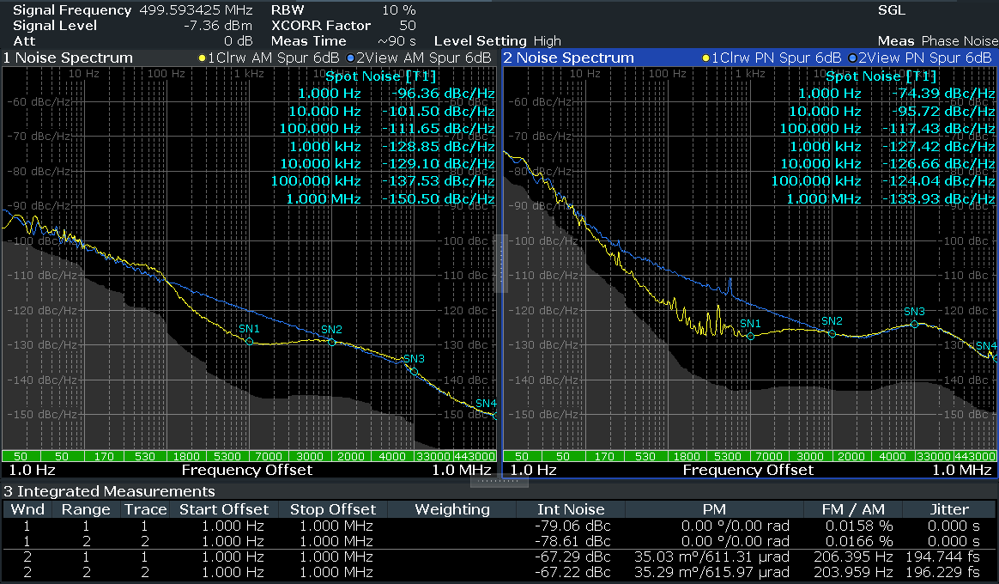 Signal Frequency 499.593425 MHz RBW 10 % SGL
Signal Level -7.36 dBm XCORR Factor 50
Att 0 dB Meas Time ~90 s Level Setting High Meas Phase Noise
1 Noise Spectrum 1Clrw AM Spur 6dB 2View AM Spur 6dB
10 Hz 100 Hz 1 kHz 10 kHz 100 kHz
Spot Noise [T1]
1.000 Hz -96.36 dBc/Hz
10.000 Hz -101.50 dBc/Hz
100.000 Hz -111.65 dBc/Hz
1.000 kHz -128.85 dBc/Hz
10.000 kHz -129.10 dBc/Hz
100.000 kHz -137.53 dBc/Hz
1.000 MHz -150.50 dBc/Hz
-60 dBc/Hz
-70 dBc/Hz
-80 dBc/Hz
-90 dBc/Hz
-100 dBc/Hz
-110 dBc/Hz
-120 dBc/Hz
-130 dBc/Hz
-140 dBc/Hz
-150 dBc/Hz
SN1
SN2
SN3
SN4
50 50 170 530 1800 5300 7000 3000 2000 4000 33000 443000
1.0 Hz Frequency Offset 1.0 MHz
2 Noise Spectrum 1Clrw PN Spur 6dB 2View PN Spur 6dB
10 Hz 100 Hz 1 kHz
Spot Noise [T1]
1.000 Hz -74.39 dBc/Hz
10.000 Hz -95.72 dBc/Hz
100.000 Hz -117.43 dBc/Hz
1.000 kHz -127.42 dBc/Hz
10.000 kHz -126.66 dBc/Hz
100.000 kHz -124.04 dBc/Hz
1.000 MHz -133.93 dBc/Hz
-60 dBc/Hz
-70 dBc/Hz
-80 dBc/Hz
-90 dBc/Hz
-100 dBc/Hz
-110 dBc/Hz
-120 dBc/Hz
-130 dBc/Hz
-140 dBc/Hz
-150 dBc/Hz
SN1
SN2
SN3
SN4
50 50 170 530 1800 5300 7000 3000 2000 4000 33000 443000
1.0 Hz Frequency Offset 1.0 MHz
3 Integrated Measurements
Wnd Range Trace Start Offset Stop Offset Weighting Int Noise PM FM / AM Jitter
1 1 1 1.000 Hz 1.000 MHz -79.06 dBc 0.00 °/0.00 rad 0.0158 % 0.000 s
1 2 2 1.000 Hz 1.000 MHz -78.61 dBc 0.00 °/0.00 rad 0.0166 % 0.000 s
2 1 1 1.000 Hz 1.000 MHz -67.29 dBc 35.03 m°/611.31 µrad 206.395 Hz 194.744 fs
2 2 2 1.000 Hz 1.000 MHz -67.22 dBc 35.29 m°/615.97 µrad 203.959 Hz 196.229 fs